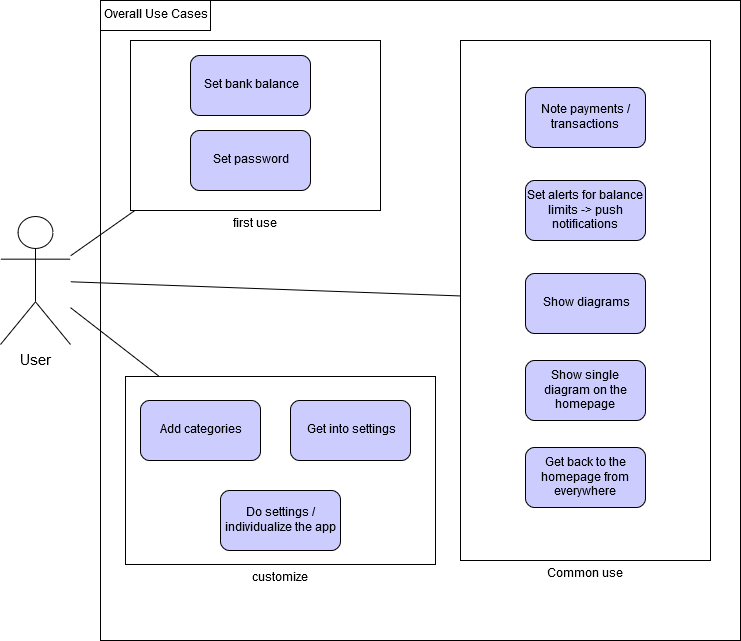 Overall Use Cases
Set bank balance
Set password
first use
User
Note payments /
transactions
Set alerts for balance
limits -> push
notifications
Show diagrams
Show single
diagram on the
homepage
Get back to the
homepage from
everywhere
Common use
Add categories
Get into settings
Do settings /
individualize the app
customize